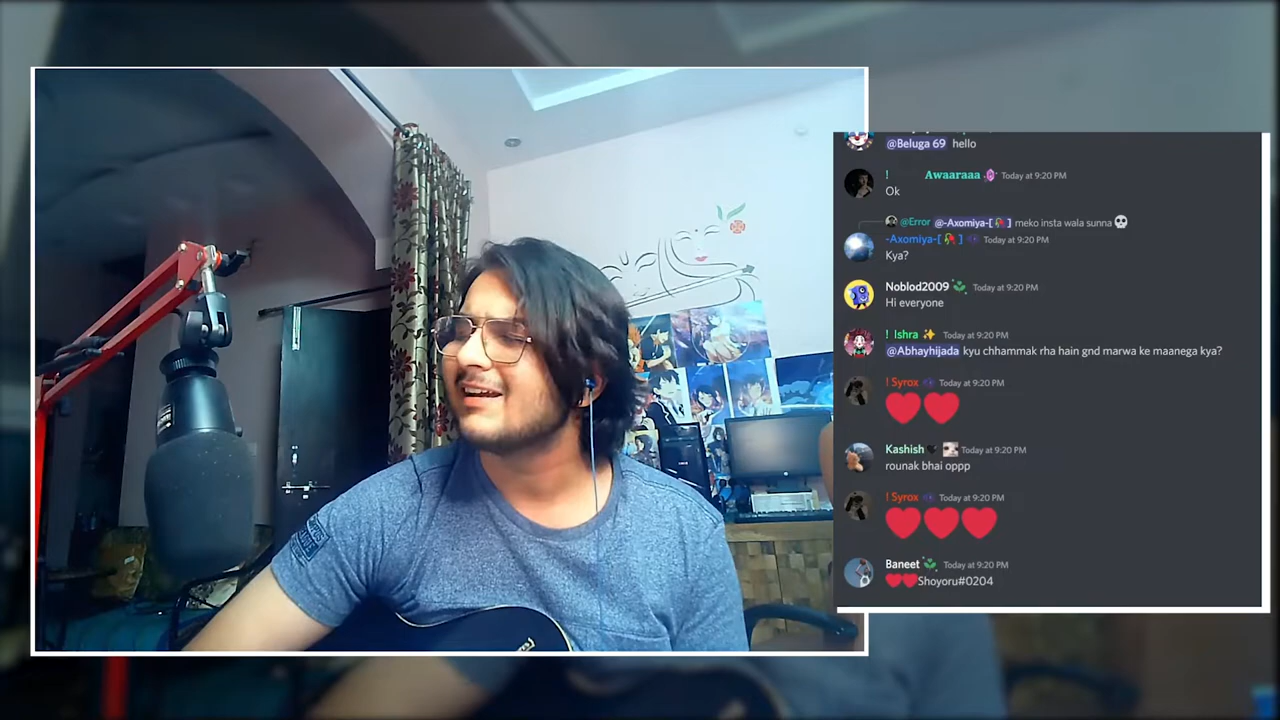 @Beluga 69 hello
! Awaaraaa Today at 9:20 PM
Ok
@Error @-Axomiya-[🥀] meko insta wala sunna💀
-Axomiya-[🥀] Today at 9:20 PM
Kya?
Noblod2009 Today at 9:20 PM
Hi everyone
! Ishra ✨ Today at 9:20 PM
@Abhayhijada kyu chhammak rha hain gnd marwa ke maanega kya?
! Syrox Today at 9:20 PM
❤️❤️
Kashish Today at 9:20 PM
rounak bhai oppp
! Syrox Today at 9:20 PM
❤️❤️❤️
Baneet Today at 9:20 PM
❤️❤️Shoyoru#0204